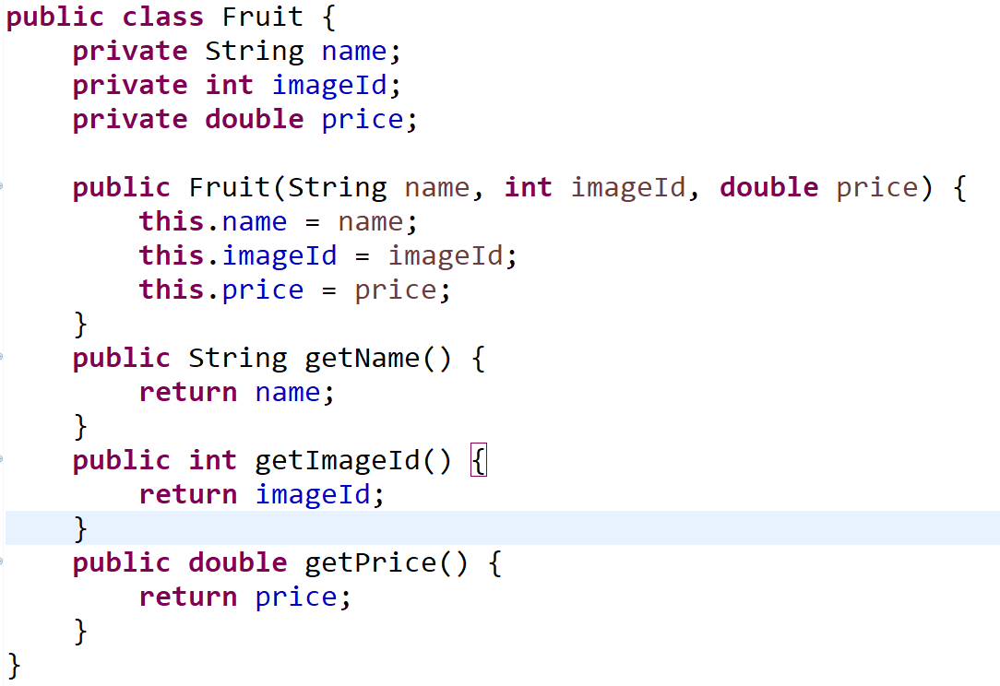 public class Fruit {
    private String name;
    private int imageId;
    private double price;

    public Fruit(String name, int imageId, double price) {
        this.name = name;
        this.imageId = imageId;
        this.price = price;
    }
    public String getName() {
        return name;
    }
    public int getImageId() {
        return imageId;
    }
    public double getPrice() {
        return price;
    }
}